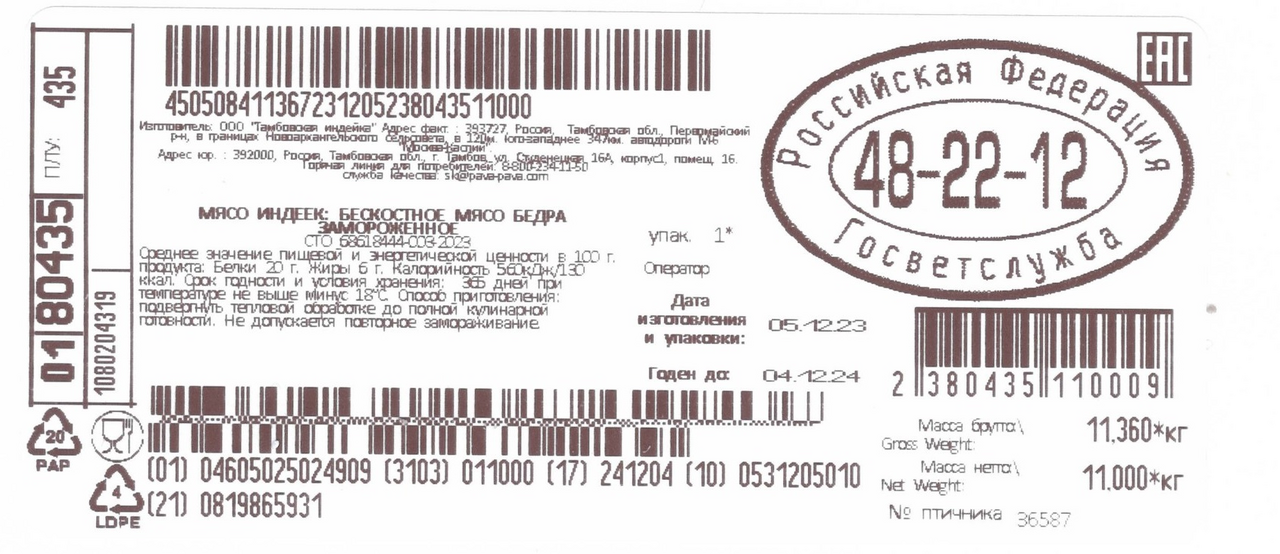 ПЛУ: 435
01 80435
1080204319
45050841136723120523804351​1000
Изготовитель: ООО "Тамбовская индейка" Адрес факт. : 393727, Россия, Тамбовская обл., Первомайский
р-н, в границах Новоархангельского сельсовета, в 120м. юго-западнее 347км. автодороги М6
"Москва-Каспий".
Адрес юр. : 392000, Россия, Тамбовская обл., г. Тамбов, ул. Студенецкая 16А, корпус1, помещ. 16.
Горячая линия для потребителей: 8-800-234-11-50
служба качества: sk@pava-pava.com
МЯСО ИНДЕЕК: БЕСКОСТНОЕ МЯСО БЕДРА
ЗАМОРОЖЕННОЕ
СТО 68618444-003-2023
Среднее значение пищевой и энергетической ценности в 100 г.
продукта: Белки 20 г. Жиры 6 г. Калорийность 560кДж/130
ккал. Срок годности и условия хранения: 365 дней при
температуре не выше минус 18°С. Способ приготовления:
подвергнуть тепловой обработке до полной кулинарной
готовности. Не допускается повторное замораживание.
упак. 1*
Оператор
Дата
изготовления
и упаковки: 05.12.23
Годен до: 04.12.24
EAC
Российская Федерация
48-22-12
Госветслужба
2 380435 110009
Масса брутто:\
Gross Weight: 11,360*кг
Масса нетто:\
Net Weight: 11.000*кг
№ птичника 36587
20
PAP
4
LDPE
(01) 04605025024909 (3103) 011000 (17) 241204 (10) 0531205010
(21) 0819865931